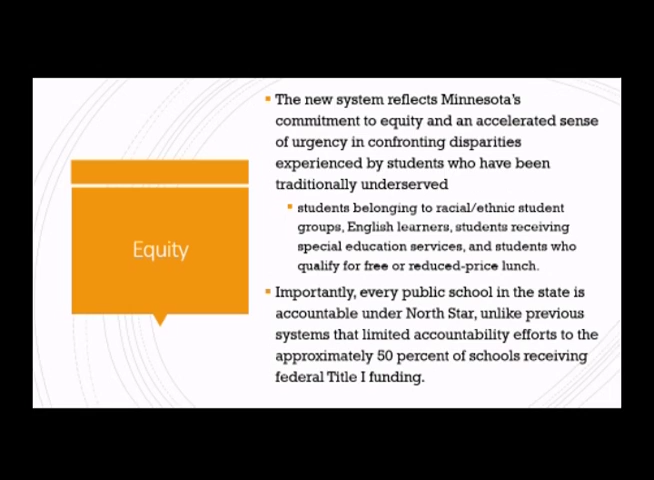 Equity
The new system reflects Minnesota's
commitment to equity and an accelerated sense
of urgency in confronting disparities
experienced by students who have been
traditionally underserved
students belonging to racial/ethnic student
groups, English learners, students receiving
special education services, and students who
qualify for free or reduced-price lunch.
Importantly, every public school in the state is
accountable under North Star, unlike previous
systems that limited accountability efforts to the
approximately 50 percent of schools receiving
federal Title I funding.